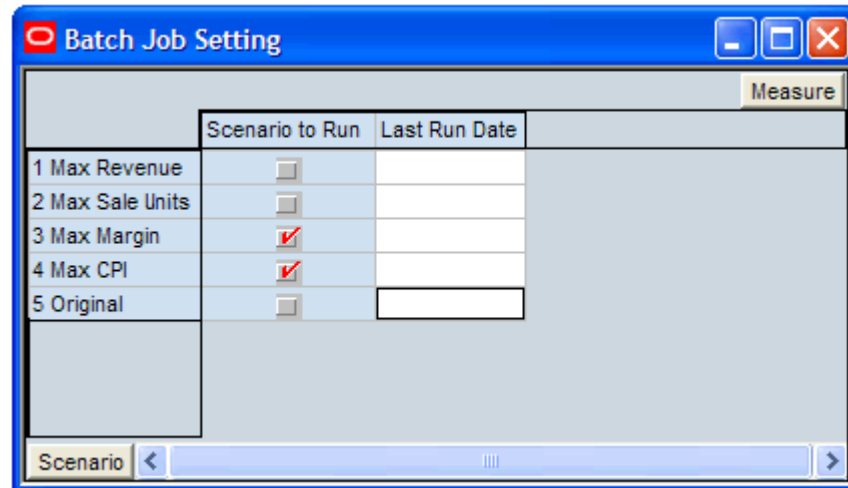 Batch Job Setting
Measure
Scenario to Run Last Run Date
1 Max Revenue
2 Max Sale Units
3 Max Margin
4 Max CPI
5 Original
Scenario